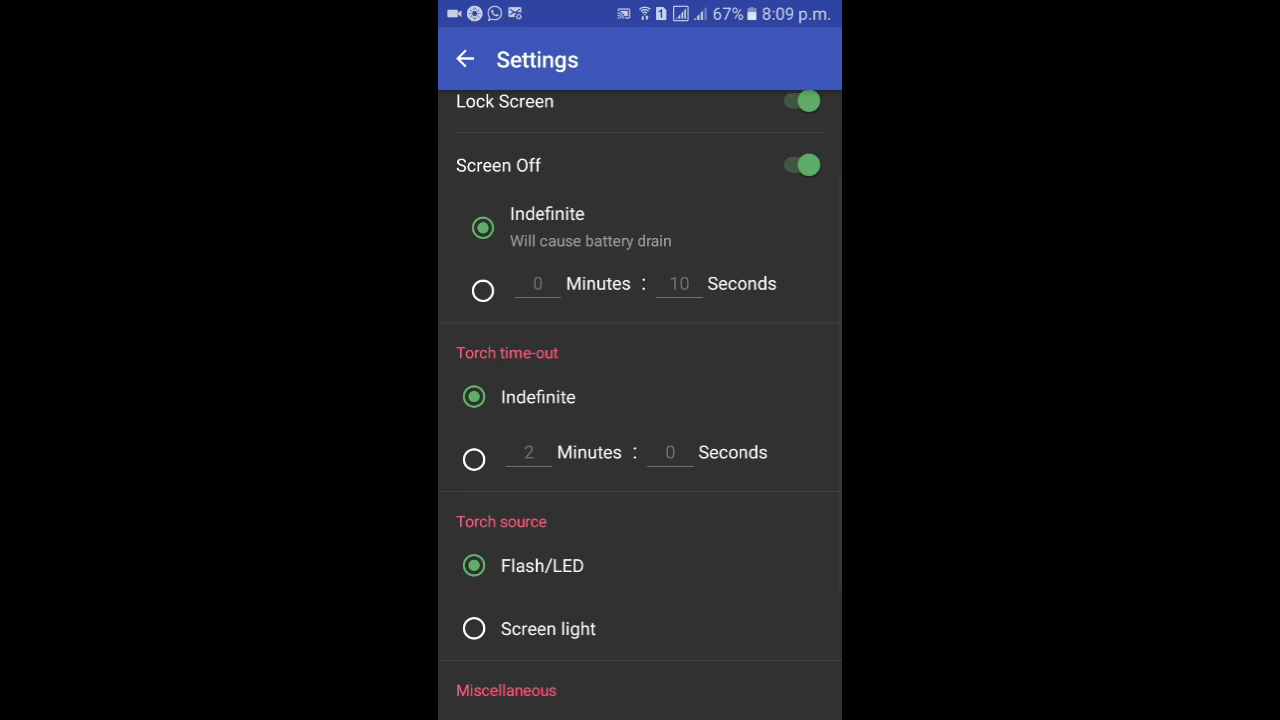 1 67% 8:09 p.m.
Settings
Lock Screen
Screen Off
Indefinite
Will cause battery drain
0 Minutes : 10 Seconds
Torch time-out
Indefinite
2 Minutes : 0 Seconds
Torch source
Flash/LED
Screen light
Miscellaneous